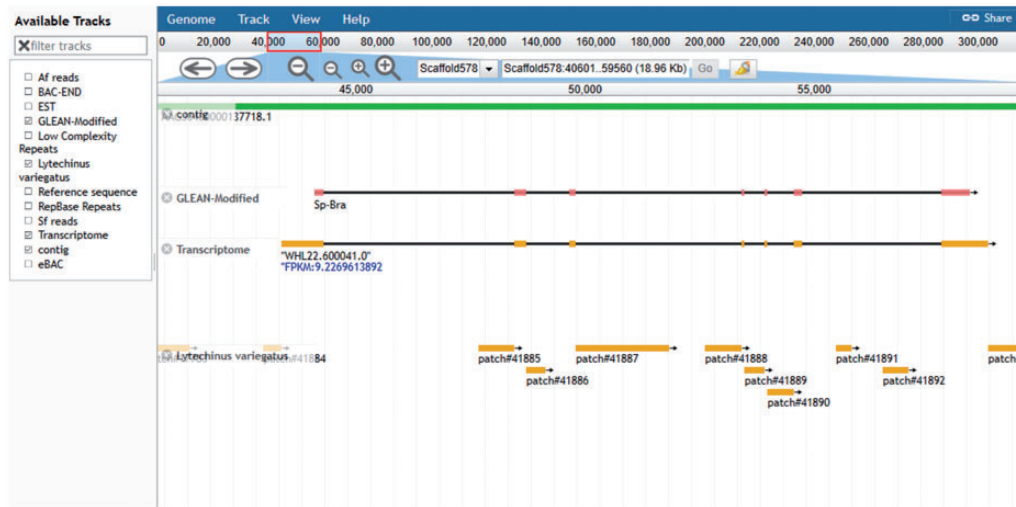 Available Tracks
filter tracks
Af reads
BAC-END
EST
GLEAN-Modified
Low Complexity
Repeats
Lytechinus
variegatus
Reference sequence
RepBase Repeats
Sf reads
Transcriptome
contig
eBAC
Genome Track View Help Share
0 20,000 40,000 60,000 80,000 100,000 120,000 140,000 160,000 180,000 200,000 220,000 240,000 260,000 280,000 300,000
Scaffold578 Scaffold578:40601..59560 (18.96 Kb) Go
45,000 50,000 55,000
contig
137718.1
GLEAN-Modified
Sp-Bra
Transcriptome
"WHL22.600041.0"
"FPKM:9.2269613892
Lytechinus variegatus
patch#41884 patch#41885 patch#41887 patch#41888 patch#41891 patch
patch#41886 patch#41889 patch#41892
patch#41890